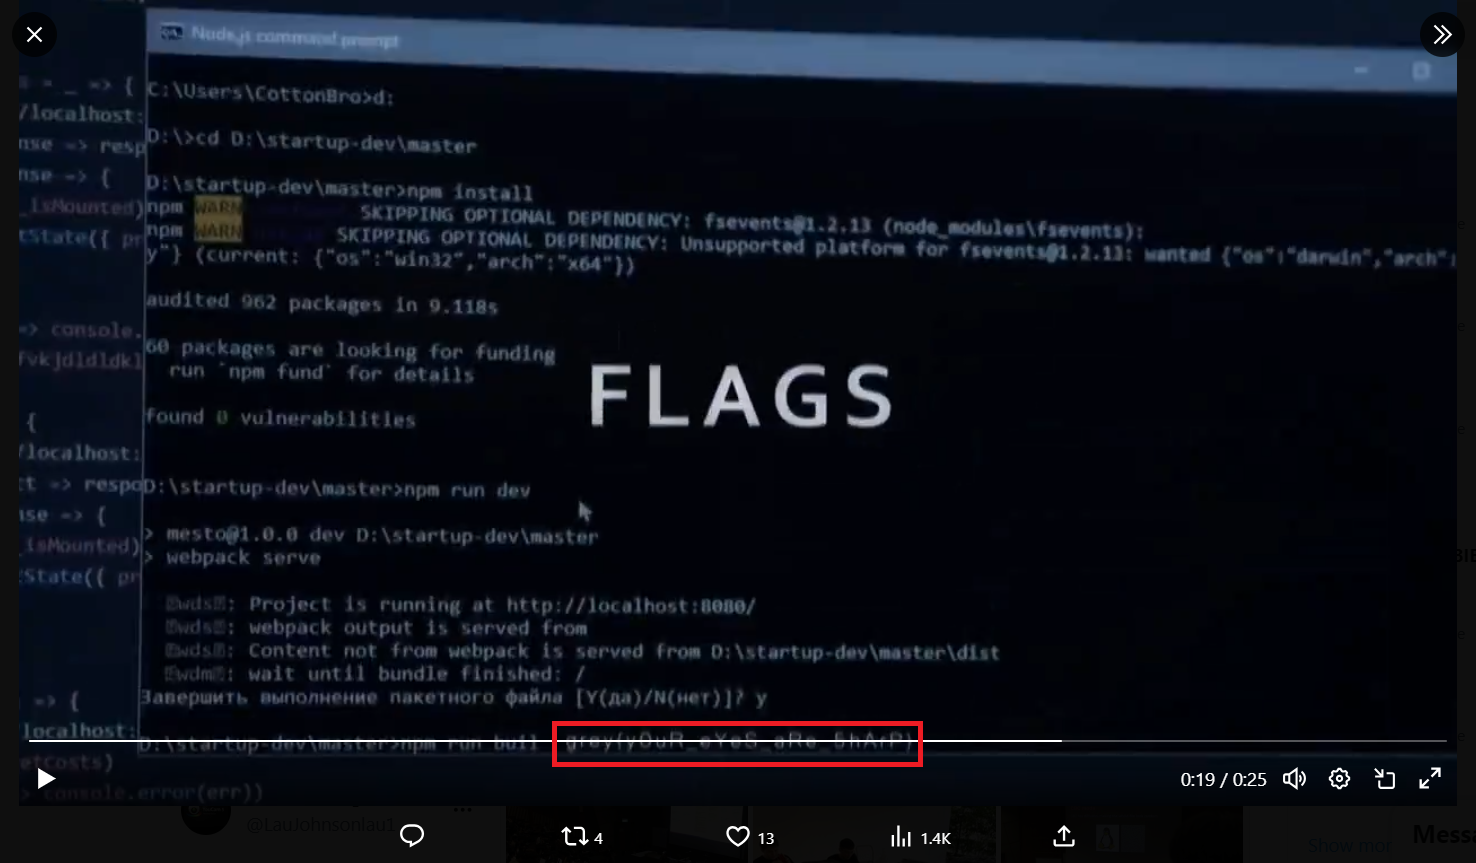 Node.js command prompt
= _ => {
C:\Users\CottonBro>d:
/localhost:
D:\>cd D:\startup-dev\master
nse => resp
nse => {
D:\startup-dev\master>npm install
_isMounted)
npm WARN SKIPPING OPTIONAL DEPENDENCY: fsevents@1.2.13 (node_modules\fsevents):
tState({ pr
npm WARN SKIPPING OPTIONAL DEPENDENCY: Unsupported platform for fsevents@1.2.13: wanted {"os":"darwin","arch":
y"} (current: {"os":"win32","arch":"x64"})
audited 962 packages in 9.118s
=> console.
60 packages are looking for funding
fvkjdldldkl
run `npm fund` for details
FLAGS
found 0 vulnerabilities
{
/localhost:
t => respo
D:\startup-dev\master>npm run dev
nse => {
> mesto@1.0.0 dev D:\startup-dev\master
_isMounted)
> webpack serve
tState({ pr
wds: Project is running at http://localhost:8080/
wds: webpack output is served from
wds: Content not from webpack is served from D:\startup-dev\master\dist
wdm: wait until bundle finished: /
=> {
Завершить выполнение пакетного файла [Y(да)/N(нет)]? y
localhost:
D:\startup-dev\master>npm run buil grey{y0uR_eYeS_aRe_5hArP}
etCosts)
> console.error(err))
0:19 / 0:25
@LauJohnsonlau1
4
13
1.4K
Show mor
Messa